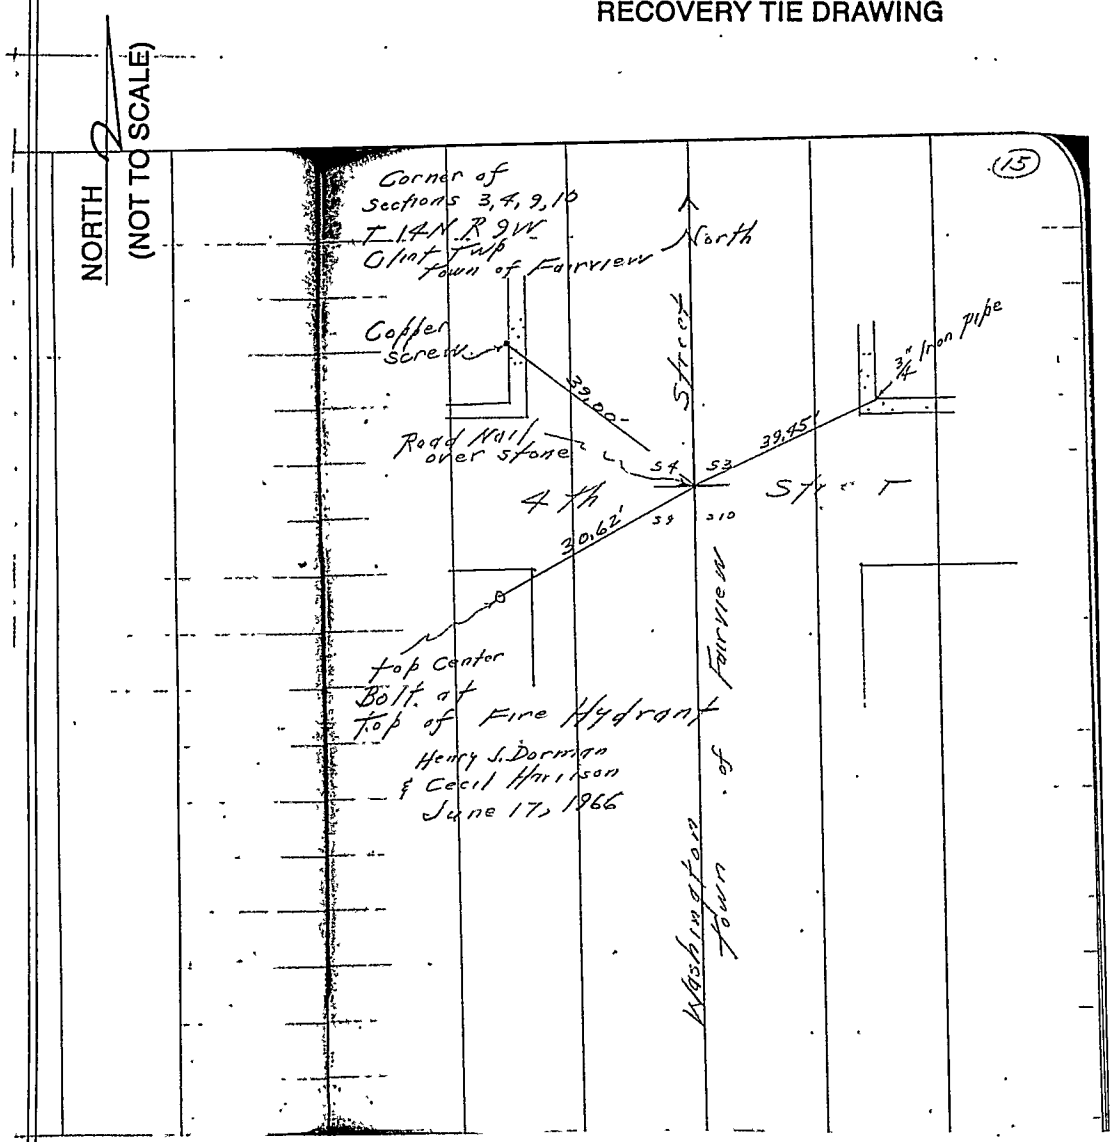 RECOVERY TIE DRAWING
NORTH
(NOT TO SCALE)
15
Corner of
Sections 3, 4, 9, 10
T 14N R 9W
Clint Twp
Town of Fairview
North
Copper
screw
39.00'
Street
3/4" Iron pipe
39.45'
Road Nail
over stone
S4 S3
4th Street
S9 S10
30.62'
top Center
Bolt at
Top of Fire Hydrant
Henry J. Dorman
& Cecil Harrison
June 17, 1966
Washington
Town of Fairview